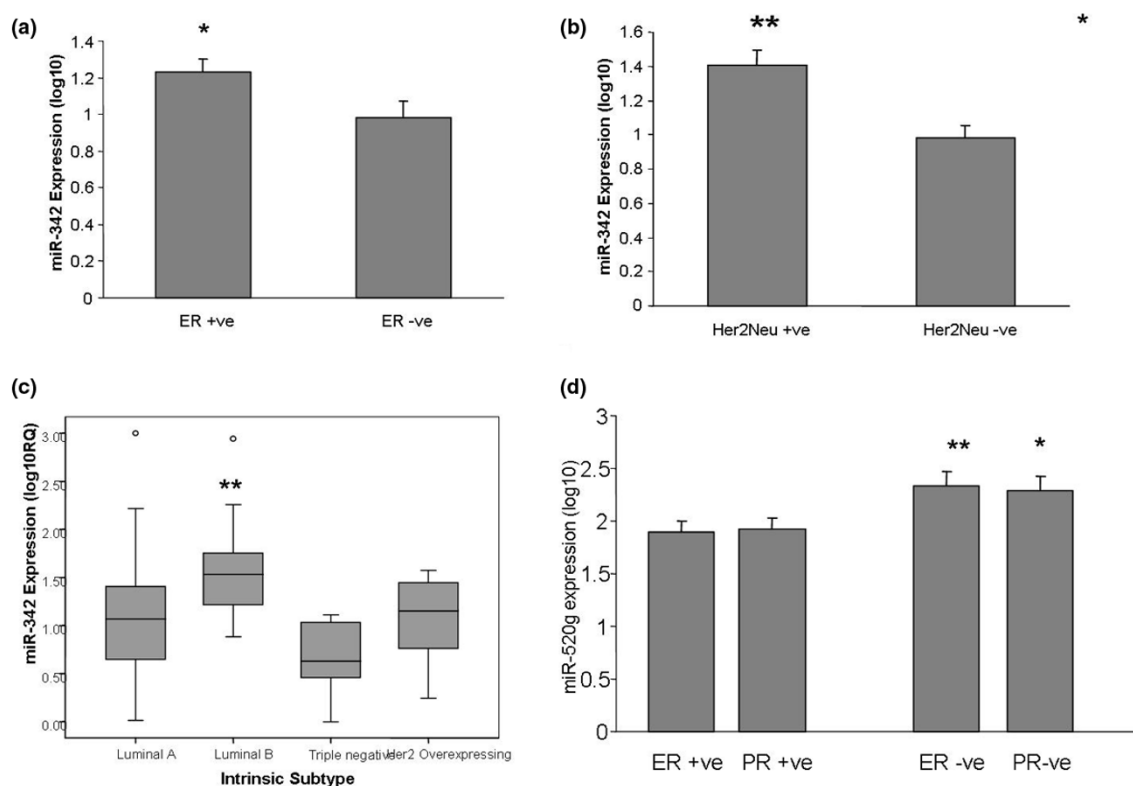 (a)
*
miR-342 Expression (log10)
1.4
1.2
1
0.8
0.6
0.4
0.2
0
ER +ve
ER -ve
(b)
**
*
miR-342 Expression (log10)
1.6
1.4
1.2
1
0.8
0.6
0.4
0.2
0
Her2Neu +ve
Her2Neu -ve
(c)
**
miR-342 Expression (log10RQ)
3.00
2.50
2.00
1.50
1.00
0.50
0.00
Luminal A
Luminal B
Triple negative
Her2 Overexpressing
Intrinsic Subtype
(d)
**
*
miR-520g expression (log10)
3
2.5
2
1.5
1
0.5
0
ER +ve
PR +ve
ER -ve
PR-ve